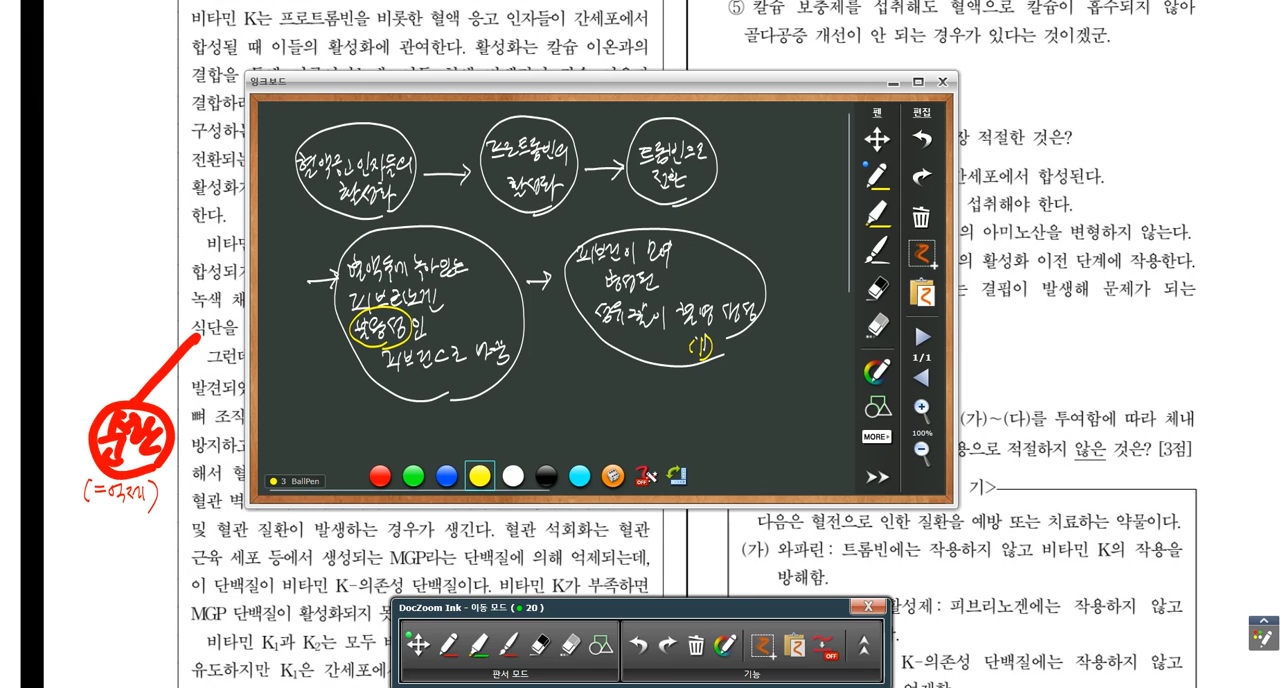 비타민 K는 프로트롬빈을 비롯한 혈액 응고 인자들이 간세포에서
합성될 때 이들의 활성화에 관여한다. 활성화는 칼슘 이온과의
결합을
결합하
구성하는
전환되는
활성화
한다.
비타민
합성되
녹색 채
식단을
그런데
발견되었
뼈 조직
방지하고
해서 혈
혈관 벽
및 혈관 질환이 발생하는 경우가 생긴다. 혈관 석회화는 혈관
근육 세포 등에서 생성되는 MGP라는 단백질에 의해 억제되는데,
이 단백질이 비타민 K-의존성 단백질이다. 비타민 K가 부족하면
MGP 단백질이 활성화되지 못
비타민 K₁과 K₂는 모두 비
유도하지만 K₁은 간세포에서
(=억제)
⑤ 칼슘 보충제를 섭취해도 혈액으로 칼슘이 흡수되지 않아
골다공증 개선이 안 되는 경우가 있다는 것이겠군.
장 적절한 것은?
간세포에서 합성된다.
섭취해야 한다.
의 아미노산을 변형하지 않는다.
의 활성화 이전 단계에 작용한다.
는 결핍이 발생해 문제가 되는
(가)~(다)를 투여함에 따라 체내
용으로 적절하지 않은 것은? [3점]
기>
다음은 혈전으로 인한 질환을 예방 또는 치료하는 약물이다.
(가) 와파린: 트롬빈에는 작용하지 않고 비타민 K의 작용을
방해함.
활성제: 피브리노겐에는 작용하지 않고
K-의존성 단백질에는 작용하지 않고
잉크보드
혈액응고인자들의
활성화
프로트롬빈의
활성화
트롬빈으로
전환
혈액속에 녹아있는
피브리노겐
불용성인
피브린으로 바꿈
피브린이 모여
형성된
섬유구조물이 혈병 생성
펜
편집
1/1
100%
MORE
3 BallPen
OFF
DocZoom Ink - 이동 모드 ( 20 )
OFF
판서 모드
기능